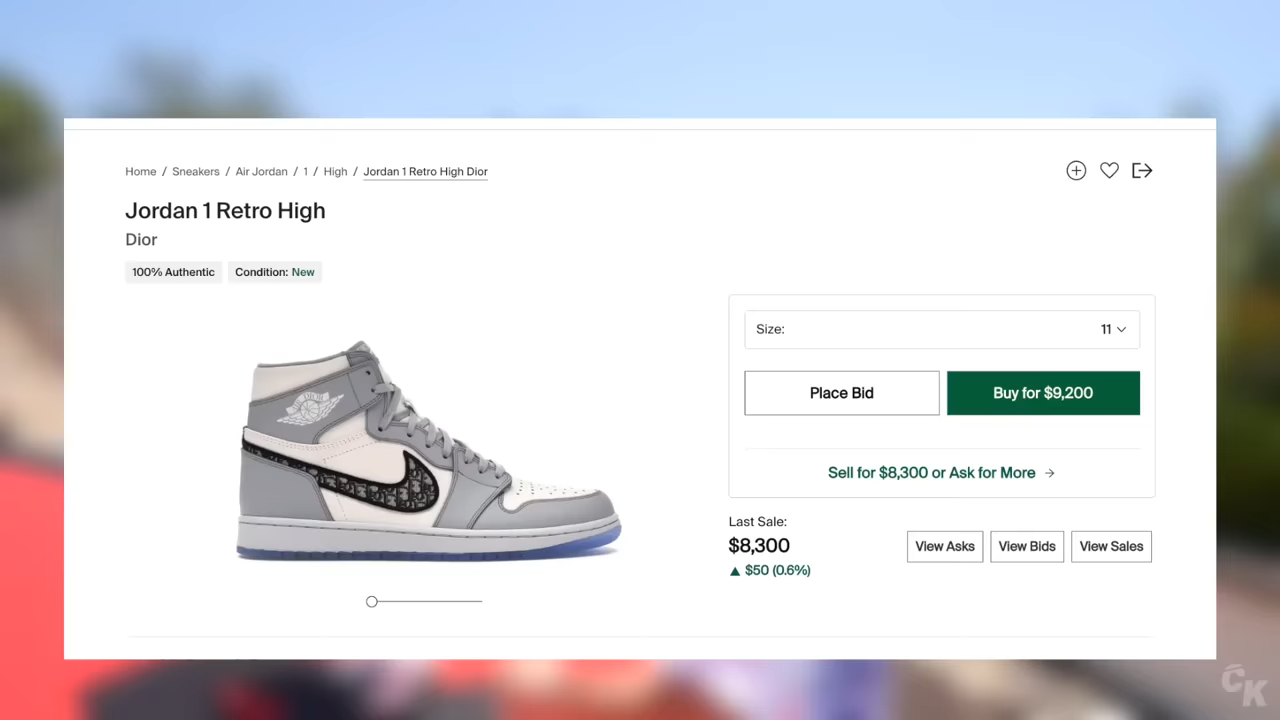 Home / Sneakers / Air Jordan / 1 / High / Jordan 1 Retro High Dior
Jordan 1 Retro High
Dior
100% Authentic
Condition: New
Size:
11
Place Bid
Buy for $9,200
Sell for $8,300 or Ask for More →
Last Sale:
$8,300
▲ $50 (0.6%)
View Asks
View Bids
View Sales
CK